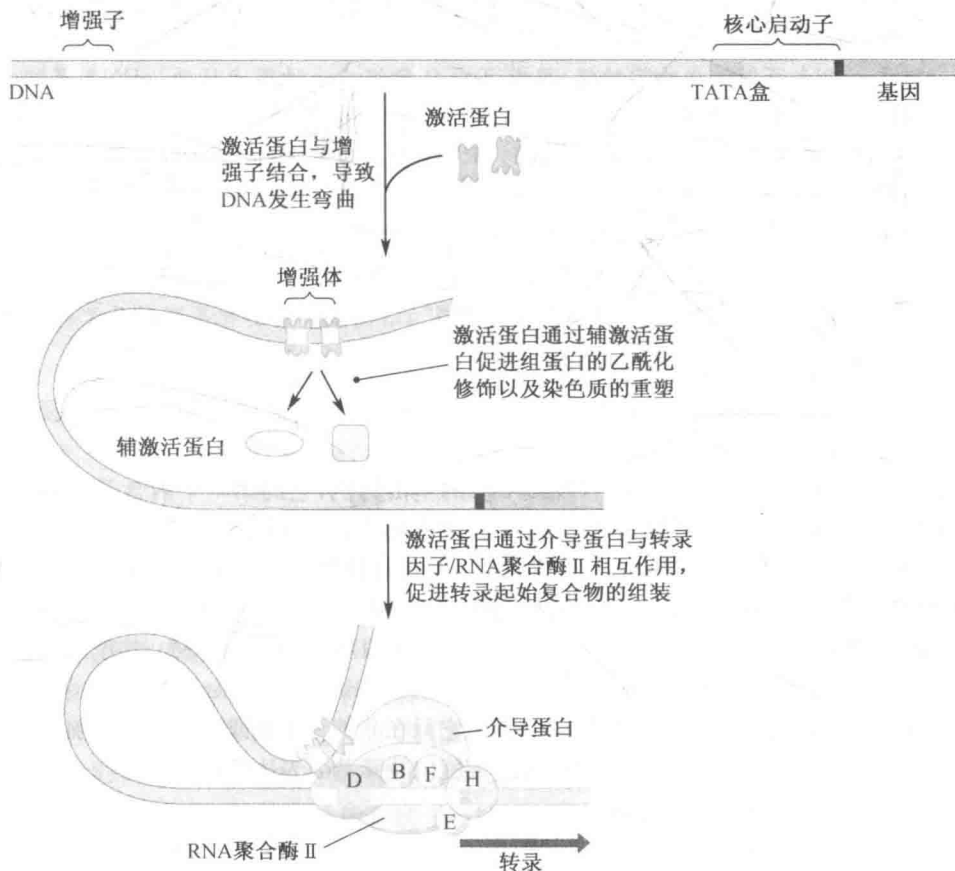 增强子
核心启动子
DNA
TATA盒
基因
激活蛋白
激活蛋白与增
强子结合，导致
DNA发生弯曲
增强体
激活蛋白通过辅激活蛋
白促进组蛋白的乙酰化
修饰以及染色质的重塑
辅激活蛋白
激活蛋白通过介导蛋白与转录
因子/RNA聚合酶Ⅱ相互作用，
促进转录起始复合物的组装
介导蛋白
D
B
F
H
E
RNA聚合酶Ⅱ
转录